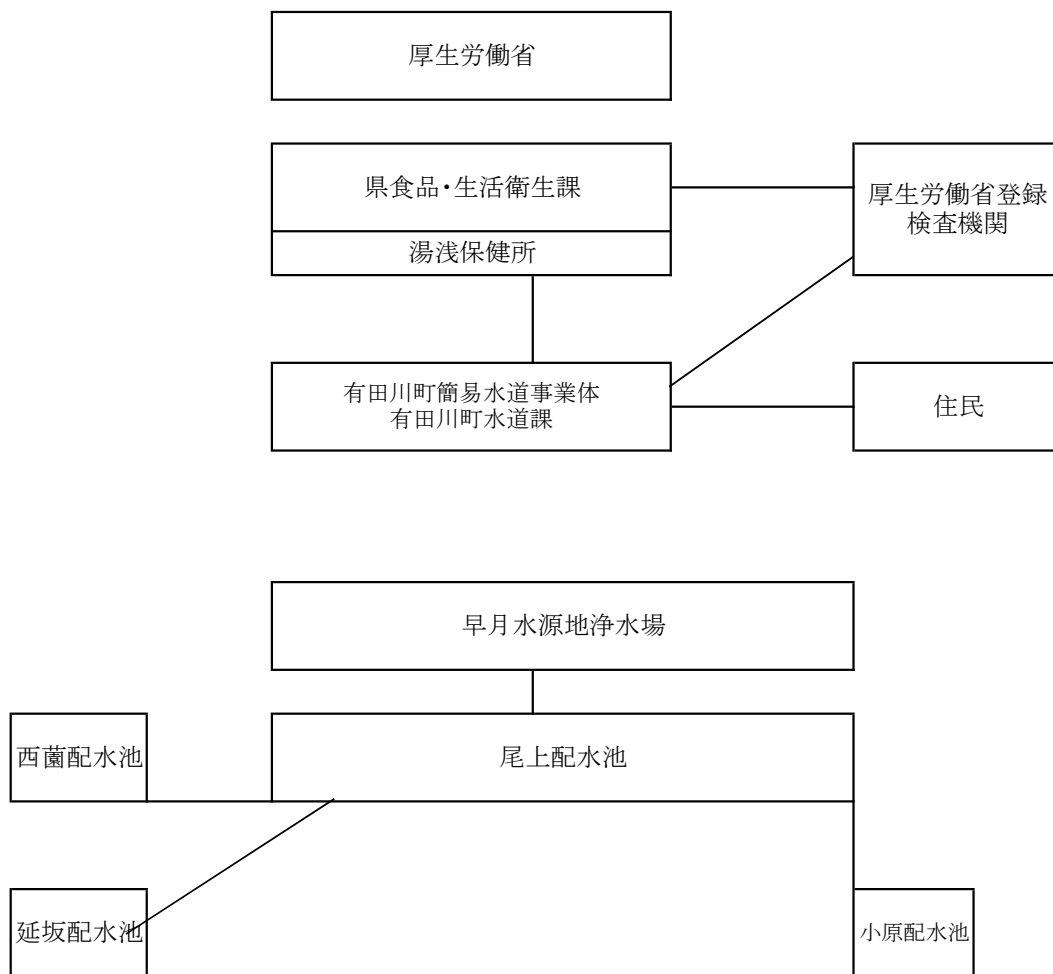 厚生労働省
県食品・生活衛生課
厚生労働省登録
検査機関
湯浅保健所
有田川町簡易水道事業体
有田川町水道課
住民
早月水源地浄水場
西薗配水池
尾上配水池
延坂配水池
小原配水池